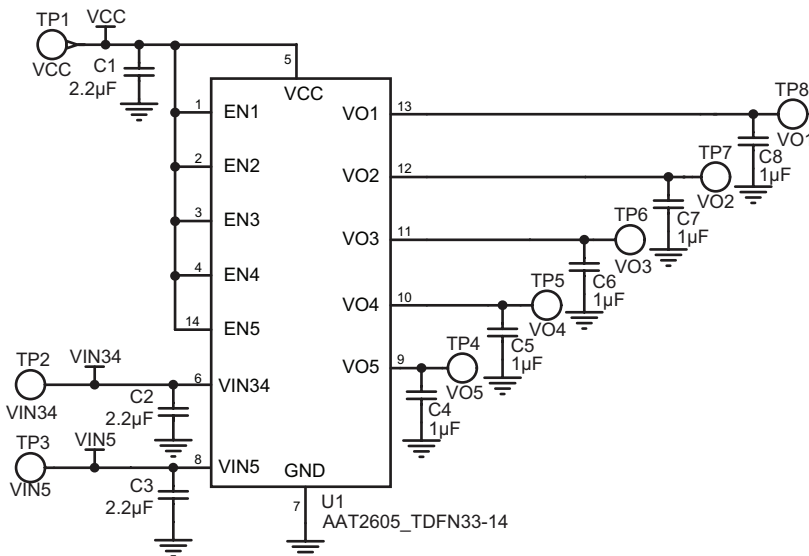 TP1
VCC
VCC
C1
2.2µF
5
VCC
1
EN1
2
EN2
3
EN3
4
EN4
14
EN5
TP2
VIN34
VIN34
C2
2.2µF
6
VIN34
TP3
VIN5
VIN5
C3
2.2µF
8
VIN5
GND
7
U1
AAT2605_TDFN33-14
VO1
13
TP8
VO1
C8
1µF
VO2
12
TP7
VO2
C7
1µF
VO3
11
TP6
VO3
C6
1µF
VO4
10
TP5
VO4
C5
1µF
VO5
9
TP4
VO5
C4
1µF